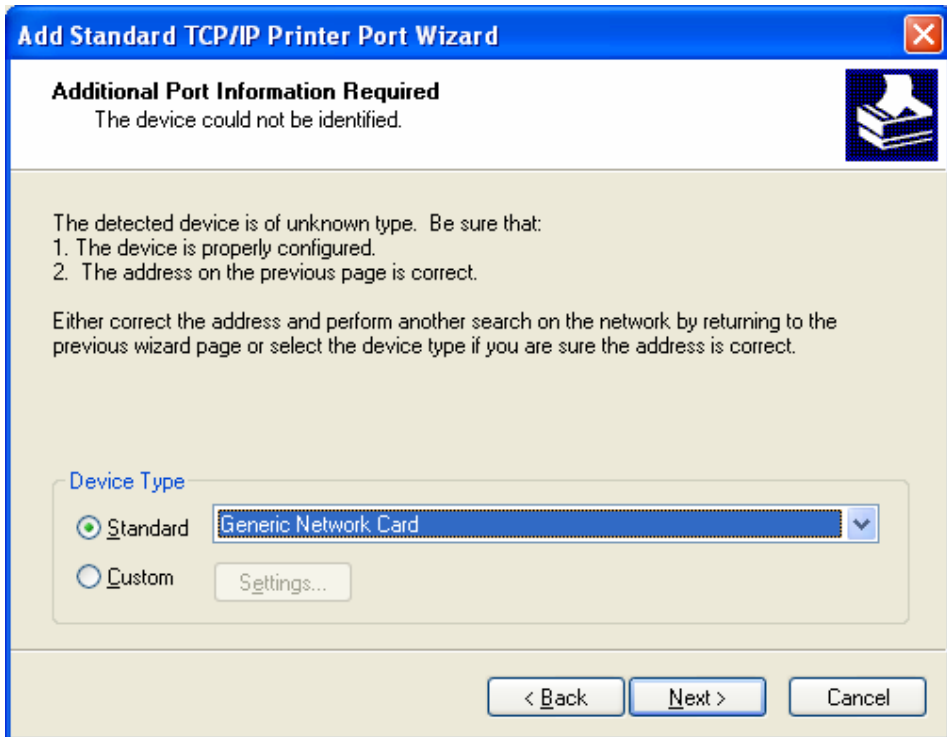 Add Standard TCP/IP Printer Port Wizard
Additional Port Information Required
The device could not be identified.
The detected device is of unknown type.  Be sure that:
1. The device is properly configured.
2.  The address on the previous page is correct.
Either correct the address and perform another search on the network by returning to the
previous wizard page or select the device type if you are sure the address is correct.
Device Type
Standard
Generic Network Card
Custom
Settings...
< Back
Next >
Cancel